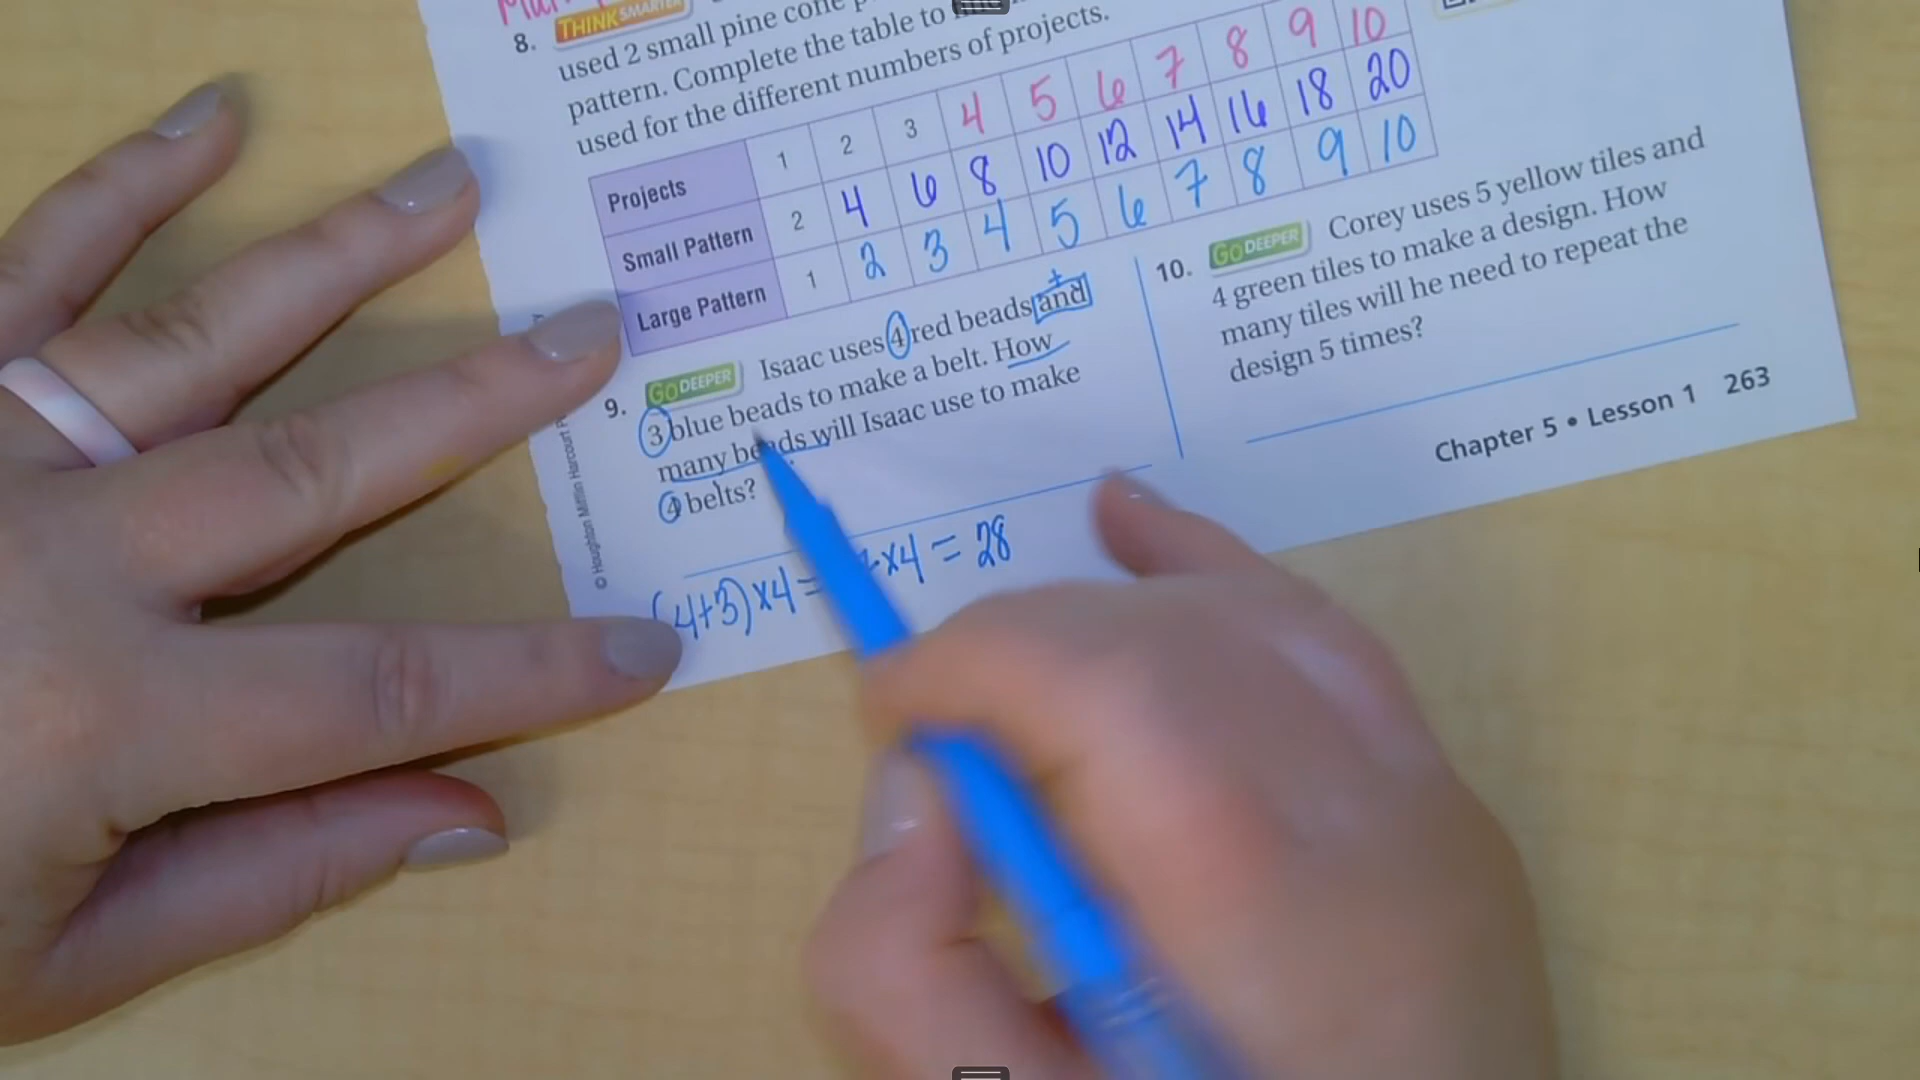 8. THINK SMARTER
used 2 small pine cone
pattern. Complete the table to
used for the different numbers of projects.
Projects 1 2 3 4 5 6 7 8 9 10
Small Pattern 2 4 6 8 10 12 14 16 18 20
Large Pattern 1 2 3 4 5 6 7 8 9 10
9. GO DEEPER Isaac uses 4 red beads and +
3 blue beads to make a belt. How
many beads will Isaac use to make
4 belts?
(4+3)×4= ×4=28
10. GO DEEPER Corey uses 5 yellow tiles and
4 green tiles to make a design. How
many tiles will he need to repeat the
design 5 times?
Chapter 5 • Lesson 1 263
© Houghton Mifflin Harcourt